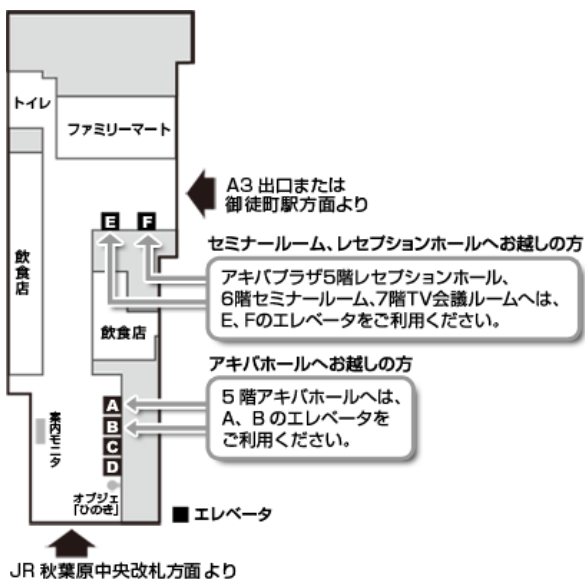 トイレ
ファミリーマート
A3 出口または
御徒町駅方面より
E
F
セミナールーム、レセプションホールへお越しの方
アキバプラザ5階レセプションホール、
6階セミナールーム、7階TV会議ルームへは、
E、Fのエレベータをご利用ください。
飲食店
飲食店
アキバホールへお越しの方
5 階アキバホールへは、
A、B のエレベータを
ご利用ください。
A
B
C
D
案内モニタ
オブジェ
「ひのき」
■ エレベータ
JR 秋葉原中央改札方面より